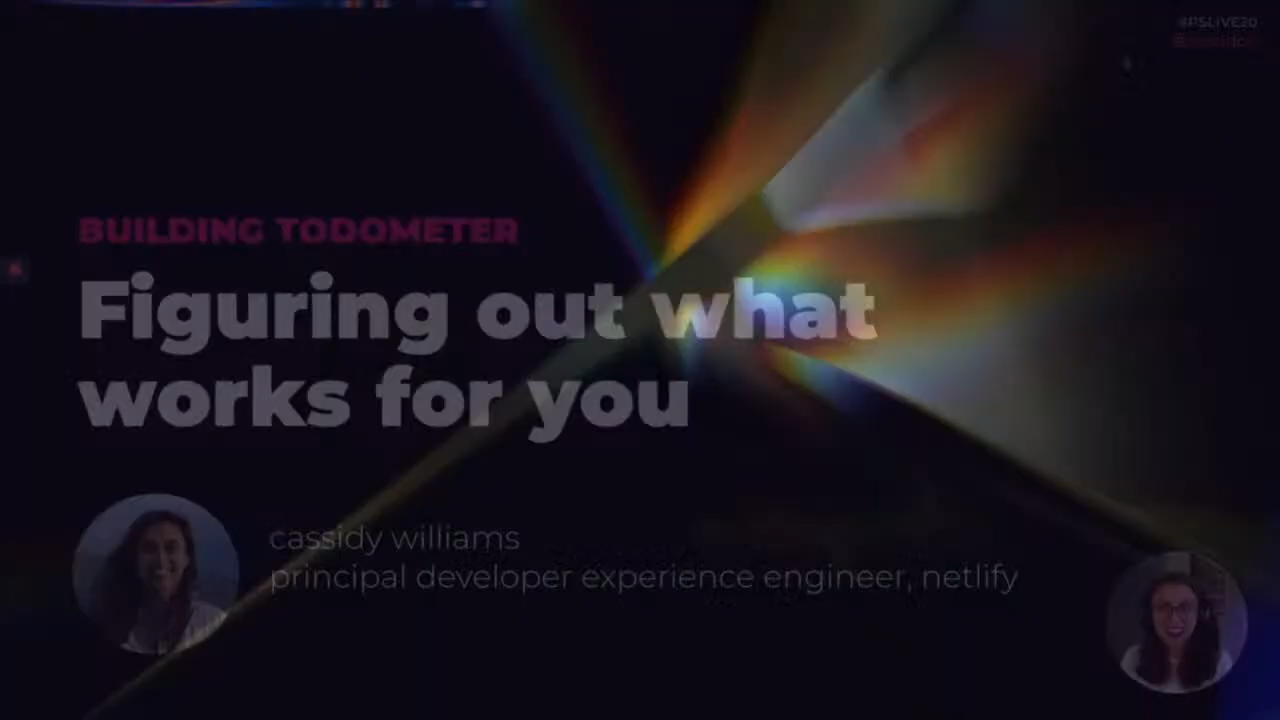 #PSLIVE20
BUILDING TODOMETER
Figuring out what
works for you
cassidy williams
principal developer experience engineer, netlify